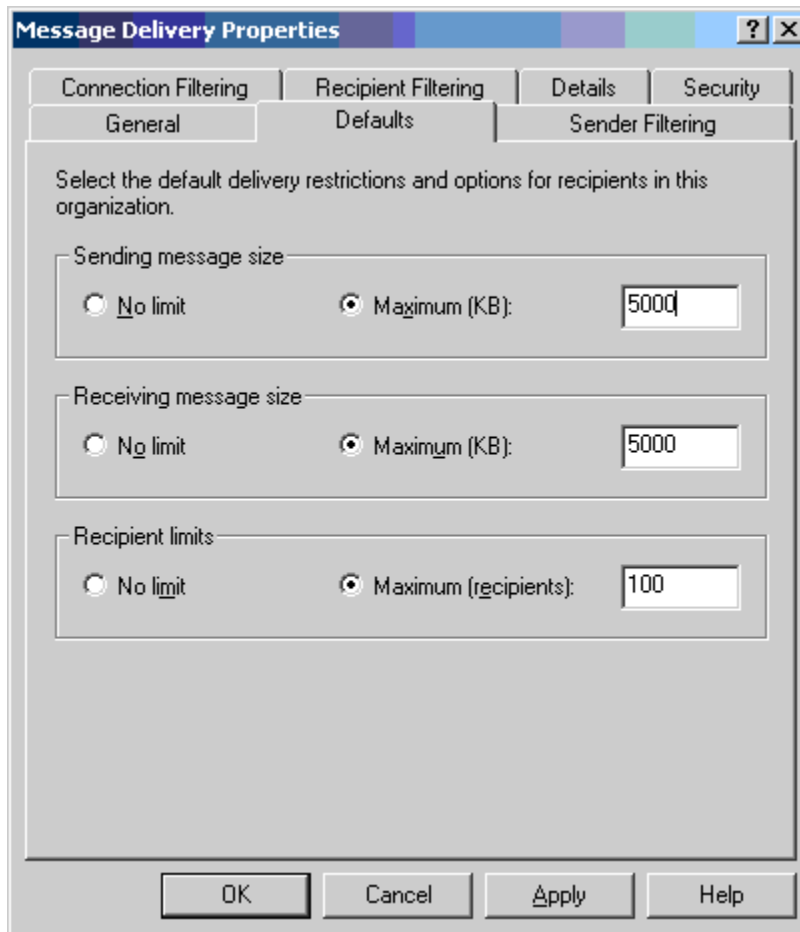 Message Delivery Properties
Connection Filtering Recipient Filtering Details Security
General Defaults Sender Filtering
Select the default delivery restrictions and options for recipients in this
organization.
Sending message size
No limit Maximum (KB): 5000
Receiving message size
No limit Maximum (KB): 5000
Recipient limits
No limit Maximum (recipients): 100
OK Cancel Apply Help